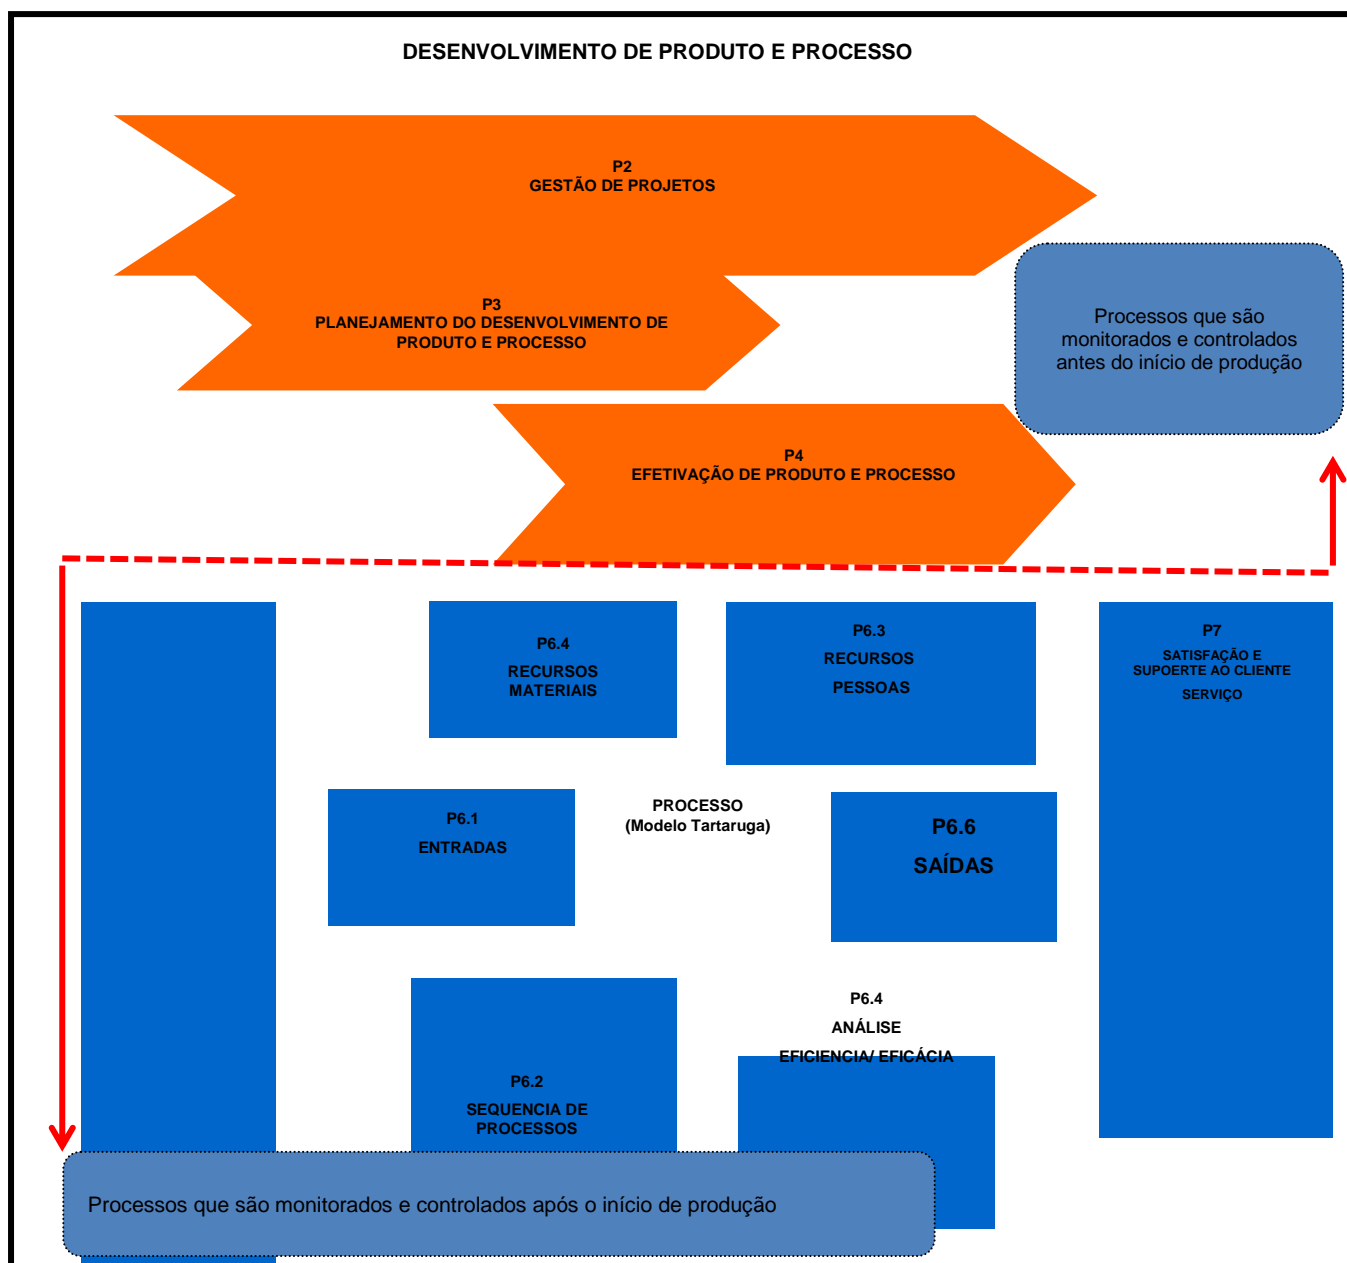 DESENVOLVIMENTO DE PRODUTO E PROCESSO
P2
GESTÃO DE PROJETOS
P3
PLANEJAMENTO DO DESENVOLVIMENTO DE
PRODUTO E PROCESSO
Processos que são
monitorados e controlados
antes do início de produção
P4
EFETIVAÇÃO DE PRODUTO E PROCESSO
P6.4
RECURSOS
MATERIAIS
P6.3
RECURSOS
PESSOAS
P7
SATISFAÇÃO E
SUPOERTE AO CLIENTE
SERVIÇO
P6.1
ENTRADAS
PROCESSO
(Modelo Tartaruga)
P6.6
SAÍDAS
P6.2
SEQUENCIA DE
PROCESSOS
P6.4
ANÁLISE
EFICIENCIA/ EFICÁCIA
Processos que são monitorados e controlados após o início de produção